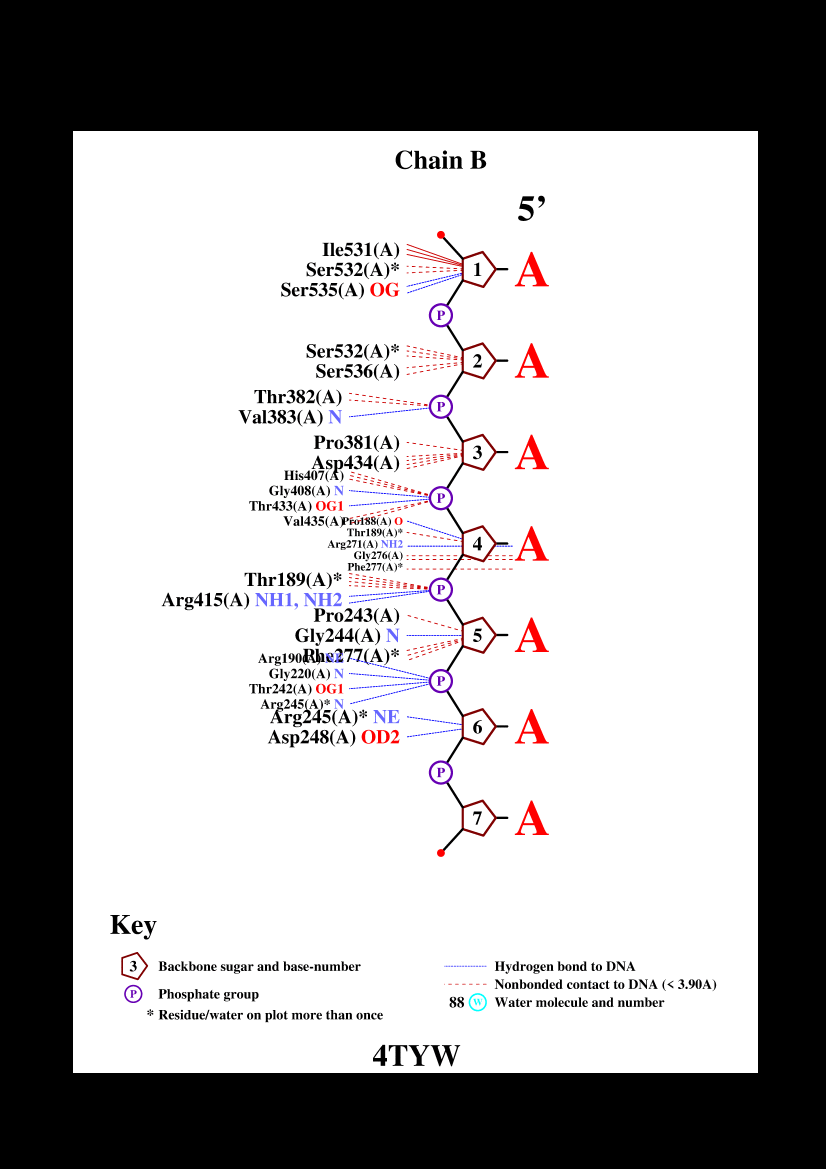 Chain B
5’
Ile531(A)
Ser532(A)*
1 A
Ser535(A) OG
P
Ser532(A)*
2 A
Ser536(A)
Thr382(A)
P
Val383(A) N
Pro381(A)
3 A
Asp434(A)
His407(A)
Gly408(A) N
P
Thr433(A) OG1
Val435(A)
Pro188(A) O
Thr189(A)*
4 A
Arg271(A) NH2
Gly276(A)
Phe277(A)*
Thr189(A)*
P
Arg415(A) NH1, NH2
Pro243(A)
Gly244(A) N
5 A
Phe277(A)*
Arg190(A)
Gly220(A) N
P
Thr242(A) OG1
Arg245(A)* N
Arg245(A)* NE
6 A
Asp248(A) OD2
P
7 A
Key
3 Backbone sugar and base-number
P Phosphate group
* Residue/water on plot more than once
Hydrogen bond to DNA
Nonbonded contact to DNA (< 3.90A)
88 W Water molecule and number
4TYW